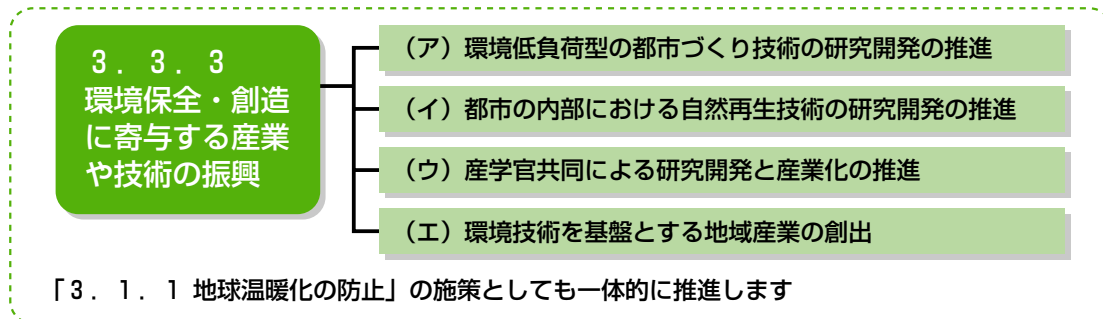 ３．３．３
環境保全・創造
に寄与する産業
や技術の振興
（ア）環境低負荷型の都市づくり技術の研究開発の推進
（イ）都市の内部における自然再生技術の研究開発の推進
（ウ）産学官共同による研究開発と産業化の推進
（エ）環境技術を基盤とする地域産業の創出
「３．１．１ 地球温暖化の防止」の施策としても一体的に推進します